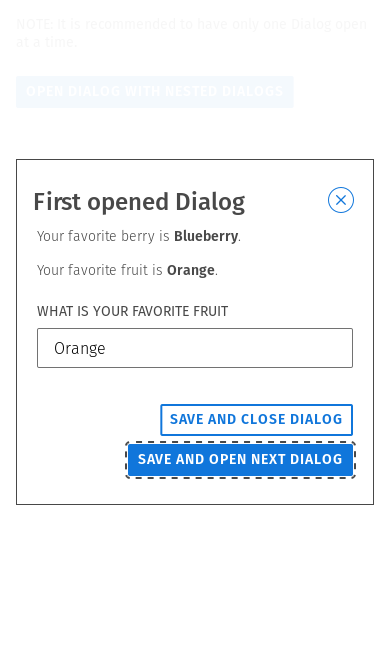 NOTE: It is recommended to have only one Dialog open
at a time.
OPEN DIALOG WITH NESTED DIALOGS
First opened Dialog
Your favorite berry is Blueberry.
Your favorite fruit is Orange.
WHAT IS YOUR FAVORITE FRUIT
Orange
SAVE AND CLOSE DIALOG
SAVE AND OPEN NEXT DIALOG